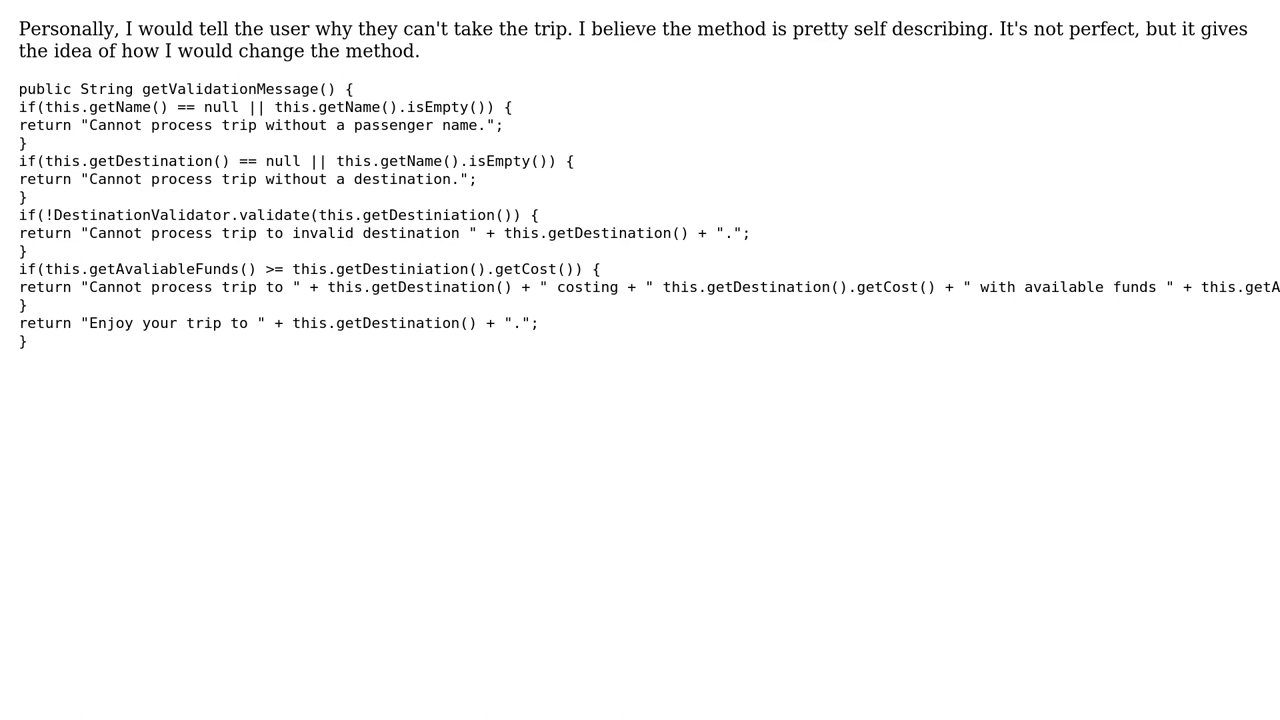 Personally, I would tell the user why they can't take the trip. I believe the method is pretty self describing. It's not perfect, but it gives
the idea of how I would change the method.
public String getValidationMessage() {
if(this.getName() == null || this.getName().isEmpty()) {
return "Cannot process trip without a passenger name.";
}
if(this.getDestination() == null || this.getName().isEmpty()) {
return "Cannot process trip without a destination.";
}
if(!DestinationValidator.validate(this.getDestiniation()) {
return "Cannot process trip to invalid destination " + this.getDestination() + ".";
}
if(this.getAvaliableFunds() >= this.getDestiniation().getCost()) {
return "Cannot process trip to " + this.getDestination() + " costing + " this.getDestination().getCost() + " with available funds " + this.getA
}
return "Enjoy your trip to " + this.getDestination() + ".";
}